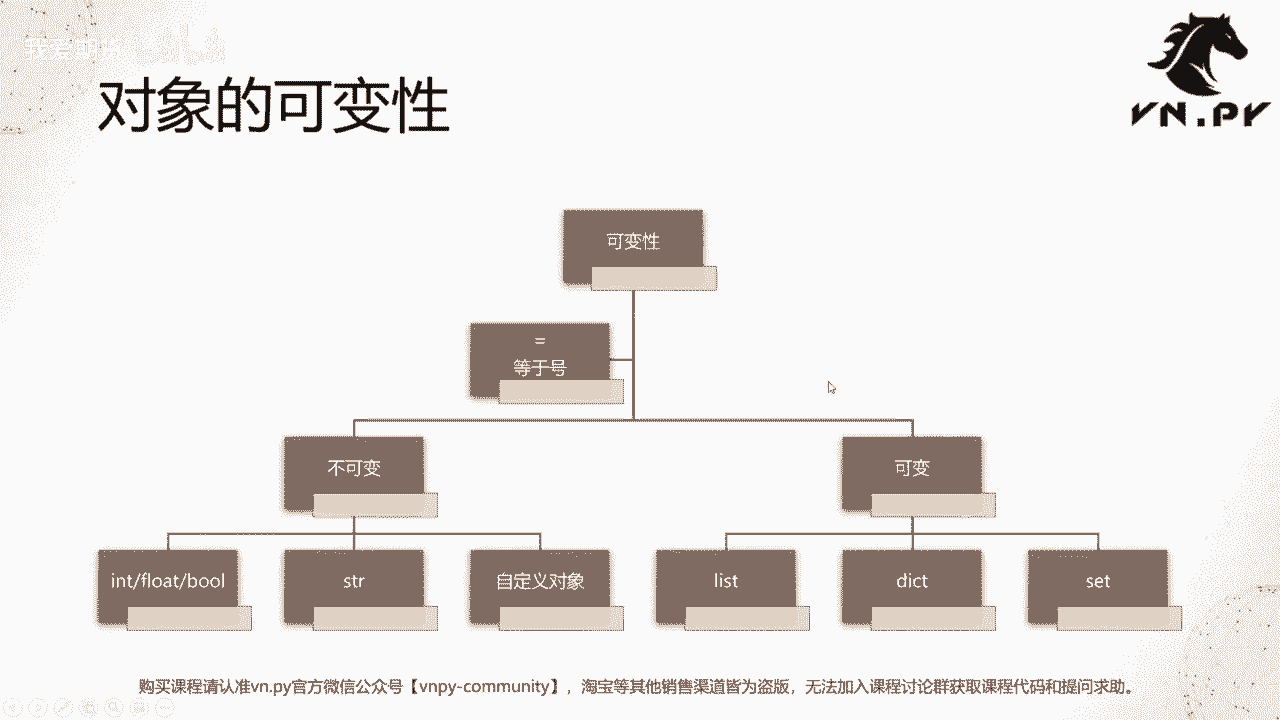 对象的可变性
VN.PY
可变性
=
等于号
不可变
可变
int/float/bool
str
自定义对象
list
dict
set
购买课程请认准vn.py官方微信公众号【vnpy-community】，淘宝等其他销售渠道皆为盗版，无法加入课程讨论群获取课程代码和提问求助。